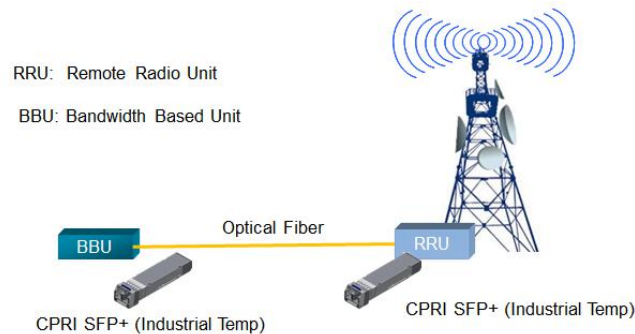 RRU: Remote Radio Unit
BBU: Bandwidth Based Unit
Optical Fiber
BBU
RRU
CPRI SFP+ (Industrial Temp)
CPRI SFP+ (Industrial Temp)